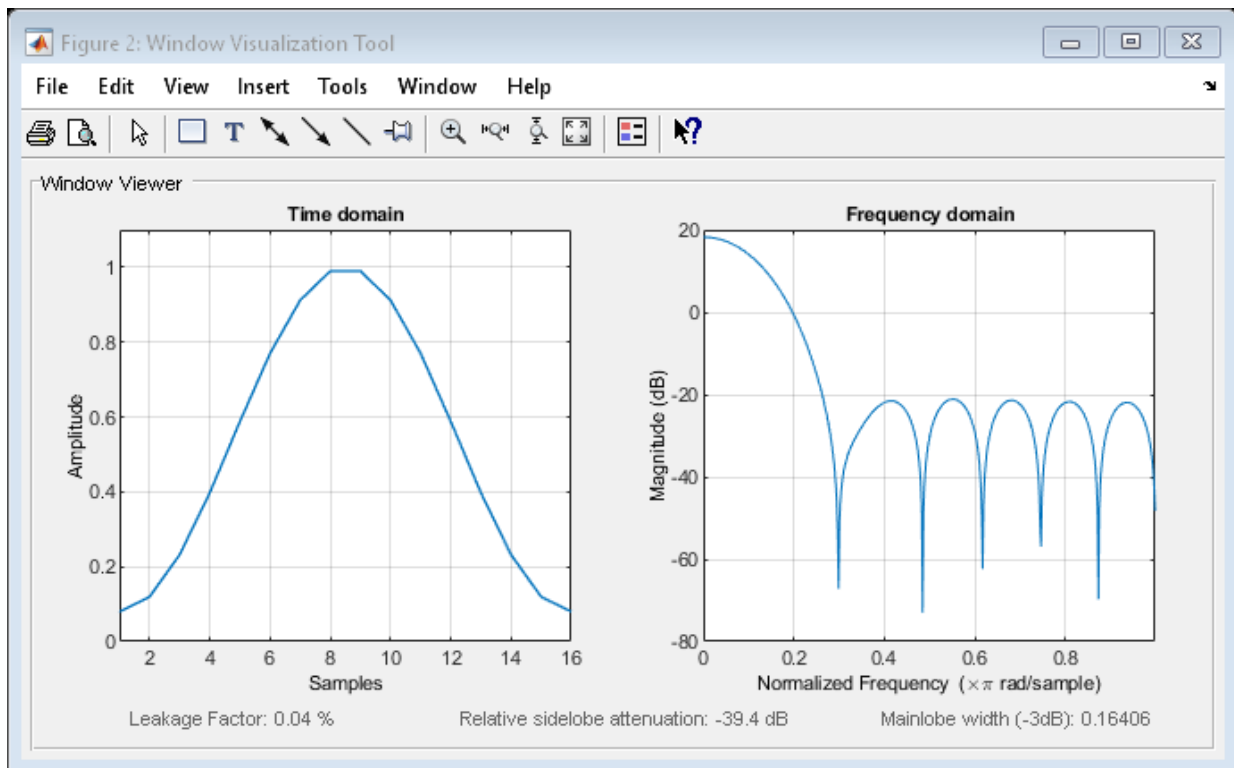 Figure 2: Window Visualization Tool
File Edit View Insert Tools Window Help
T
?
Window Viewer
Time domain
1
0.8
0.6
0.4
0.2
0
Amplitude
2 4 6 8 10 12 14 16
Samples
Frequency domain
20
0
-20
-40
-60
-80
Magnitude (dB)
0 0.2 0.4 0.6 0.8
Normalized Frequency (×π rad/sample)
Leakage Factor: 0.04 %
Relative sidelobe attenuation: -39.4 dB
Mainlobe width (-3dB): 0.16406